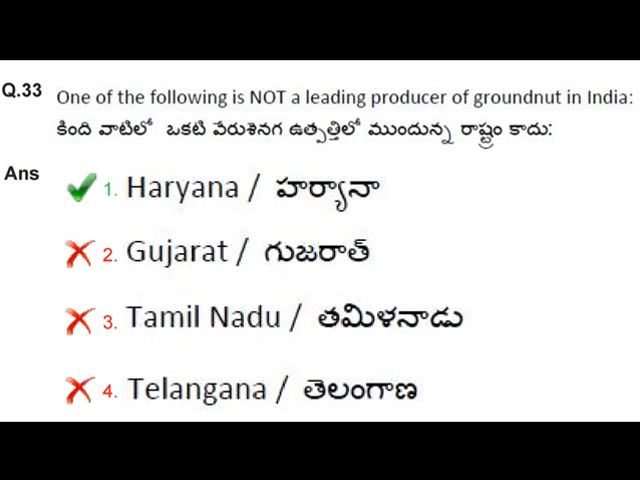 Q.33 One of the following is NOT a leading producer of groundnut in India:
కింది వాటిలో ఒకటి వేరుశెనగ ఉత్పత్తిలో ముందున్న రాష్ట్రం కాదు:
Ans
1. Haryana / హర్యానా
2. Gujarat / గుజరాత్
3. Tamil Nadu / తమిళనాడు
4. Telangana / తెలంగాణ